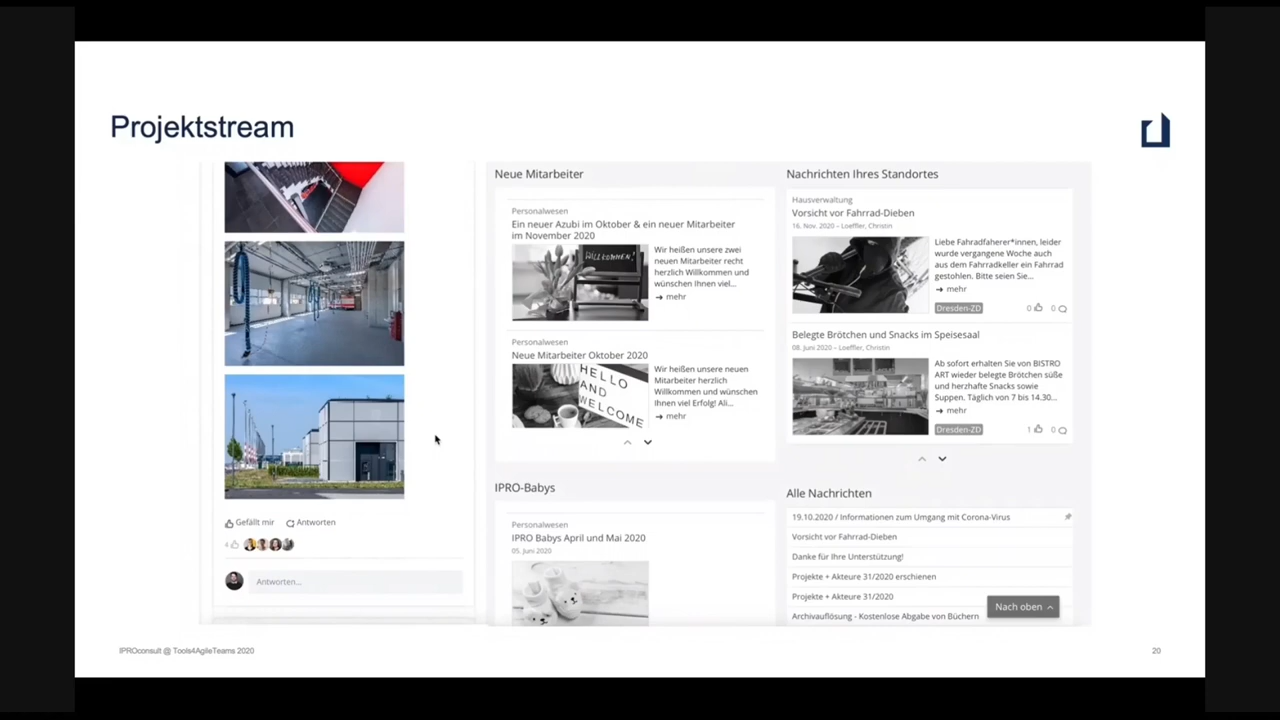 Projektstream
Gefällt mir
Antworten
4
Antworten...
Neue Mitarbeiter
Personalwesen
Ein neuer Azubi im Oktober & ein neuer Mitarbeiter
im November 2020
WILLKOMMEN!
Wir heißen unsere zwei
neuen Mitarbeiter recht
herzlich Willkommen und
wünschen Ihnen viel...
→ mehr
Personalwesen
Neue Mitarbeiter Oktober 2020
HELLO
AND
WELCOME
Wir heißen unsere neuen
Mitarbeiter herzlich
Willkommen und wünschen
Ihnen viel Erfolg! Ali...
→ mehr
IPRO-Babys
Personalwesen
IPRO Babys April und Mai 2020
05. Juni 2020
Nachrichten Ihres Standortes
Hausverwaltung
Vorsicht vor Fahrrad-Dieben
16. Nov. 2020 – Loeffler, Christin
Liebe Fahradfaherer*innen, leider
wurde vergangene Woche auch
aus dem Fahrradkeller ein Fahrrad
gestohlen. Bitte seien Sie...
→ mehr
Dresden-ZD
0 0
Belegte Brötchen und Snacks im Speisesaal
08. Juni 2020 – Loeffler, Christin
Ab sofort erhalten Sie von BISTRO
ART wieder belegte Brötchen süße
und herzhafte Snacks sowie
Suppen. Täglich von 7 bis 14.30...
→ mehr
Dresden-ZD
1 0
Alle Nachrichten
19.10.2020 / Informationen zum Umgang mit Corona-Virus
Vorsicht vor Fahrrad-Dieben
Danke für Ihre Unterstützung!
Projekte + Akteure 31/2020 erschienen
Projekte + Akteure 31/2020
Archivauflösung - Kostenlose Abgabe von Büchern
Nach oben
IPROconsult @ Tools4AgileTeams 2020
20